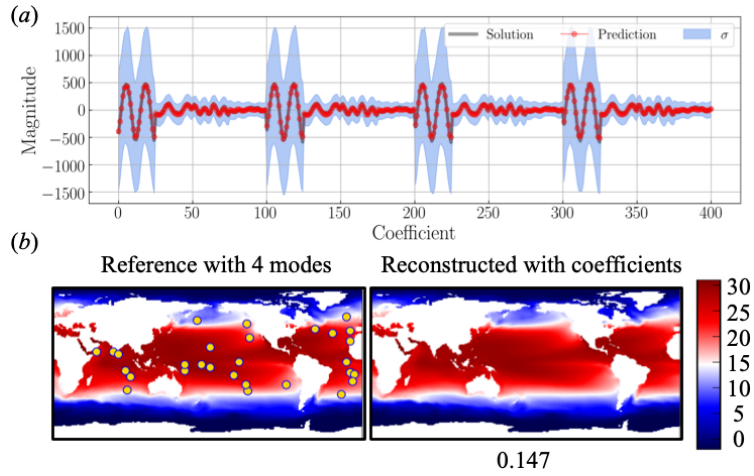 (a)
1500
1000
500
0
−500
−1000
−1500
Magnitude
Solution Prediction σ
0 50 100 150 200 250 300 350 400
Coefficient
(b)
Reference with 4 modes Reconstructed with coefficients
30
25
20
15
10
5
0
0.147